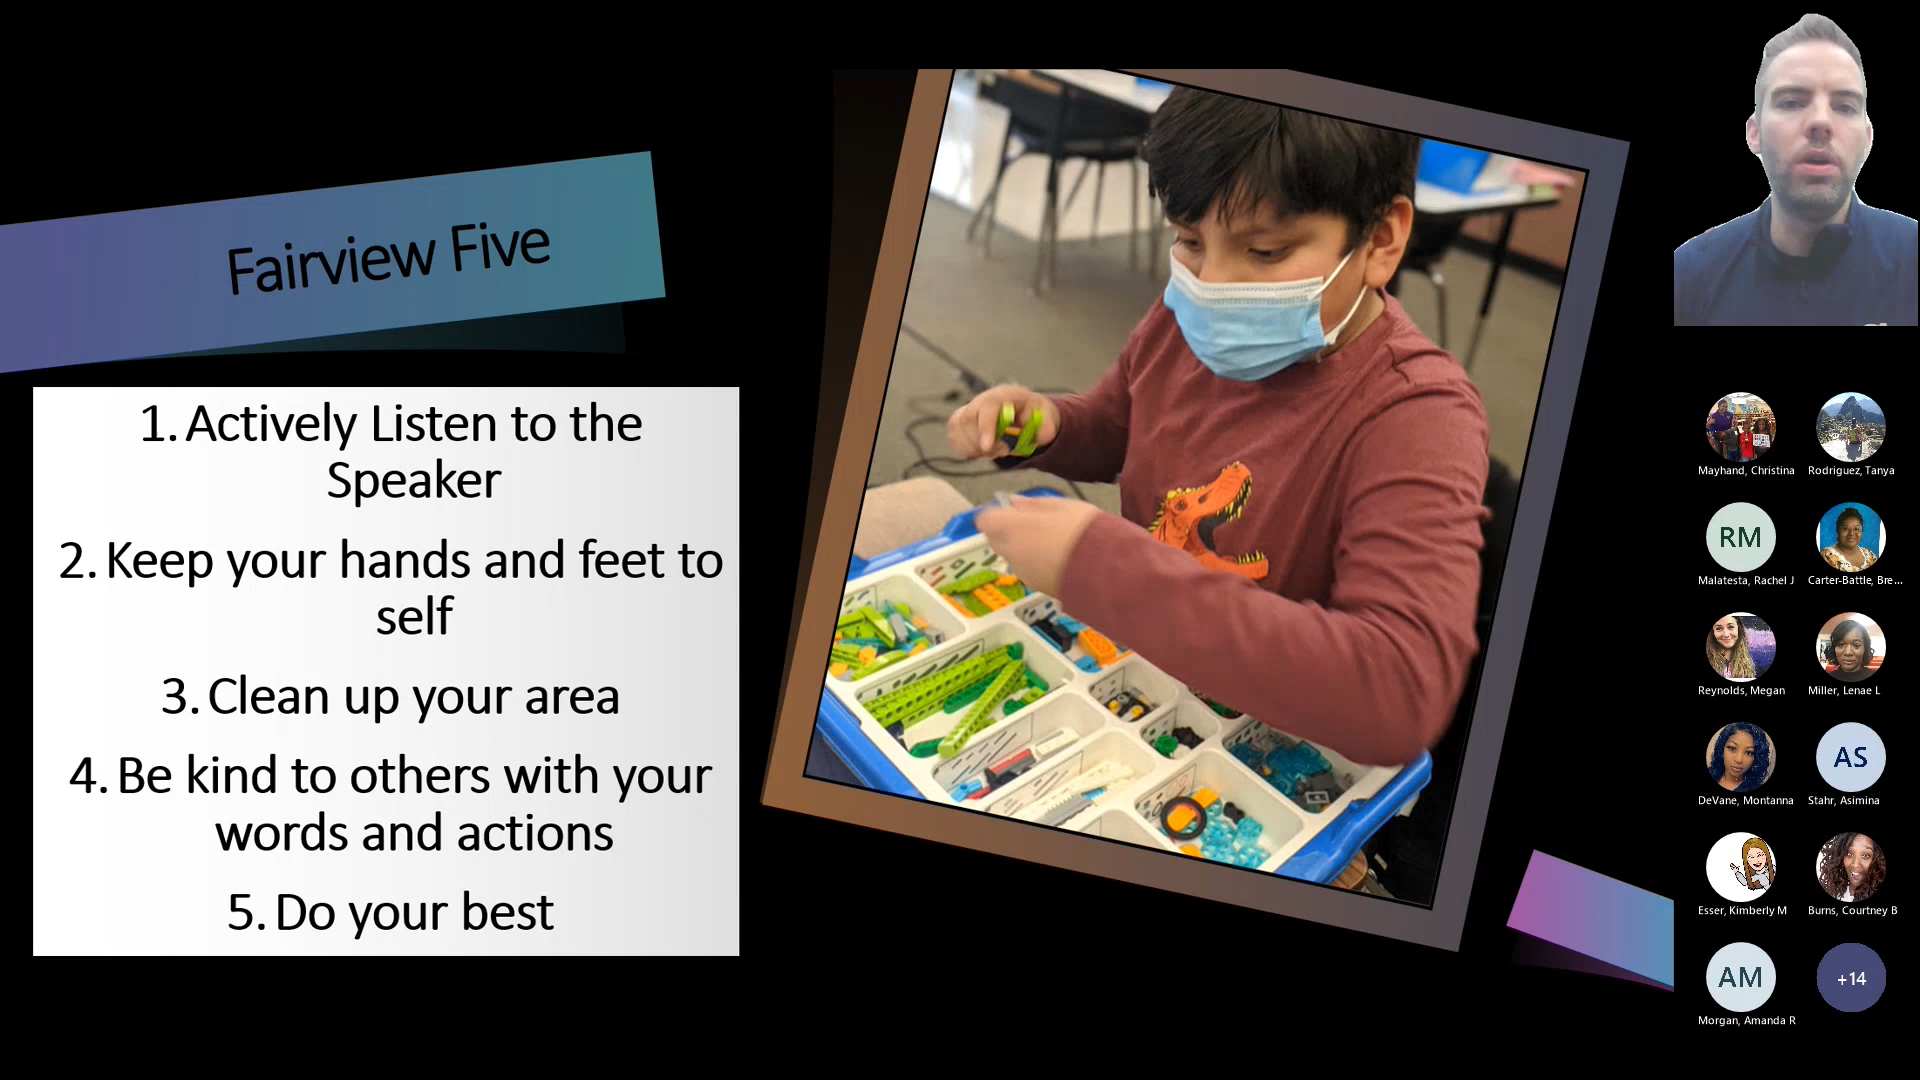 Fairview Five
1. Actively Listen to the
Speaker
2. Keep your hands and feet to
self
3. Clean up your area
4. Be kind to others with your
words and actions
5. Do your best
Mayhand, Christina
Rodriguez, Tanya
RM
Malatesta, Rachel J
Carter-Battle, Bre...
Reynolds, Megan
Miller, Lenae L
DeVane, Montanna
AS
Stahr, Asimina
Esser, Kimberly M
Burns, Courtney B
AM
Morgan, Amanda R
+14